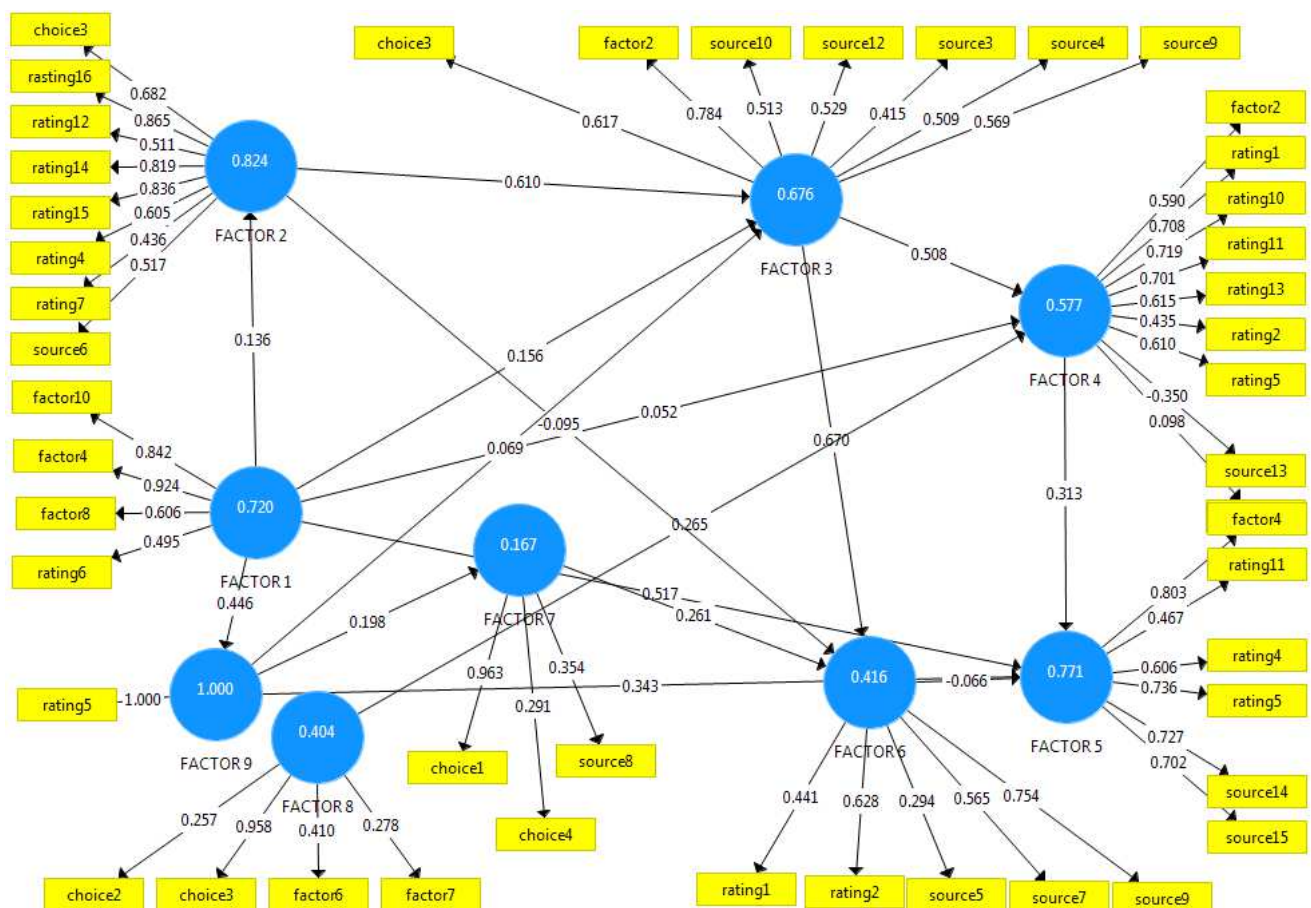 choice3
rasting16
rating12
rating14
rating15
rating4
rating7
source6
0.682
0.865
0.511
0.819
0.836
0.605
0.436
0.517
0.824
FACTOR 2
choice3
factor2
source10
source12
source3
source4
source9
0.617
0.784
0.513
0.529
0.415
0.509
0.569
0.676
FACTOR 3
0.610
0.136
0.156
0.069
-0.095
0.052
0.670
0.508
factor2
rating1
rating10
rating11
rating13
rating2
rating5
source13
0.590
0.708
0.719
0.701
0.615
0.435
0.610
-0.350
0.098
0.577
FACTOR 4
0.313
factor10
factor4
factor8
rating6
0.842
0.924
0.606
0.495
0.720
FACTOR 1
0.446
0.198
0.265
0.517
0.261
0.343
-0.066
0.167
FACTOR 7
0.963
0.291
0.354
choice1
choice4
source8
rating5
-1.000
1.000
FACTOR 9
0.404
FACTOR 8
0.257
0.958
0.410
0.278
choice2
choice3
factor6
factor7
0.416
FACTOR 6
0.441
0.628
0.294
0.565
0.754
rating1
rating2
source5
source7
source9
0.771
FACTOR 5
0.803
0.467
0.606
0.736
0.727
0.702
factor4
rating11
rating4
rating5
source14
source15